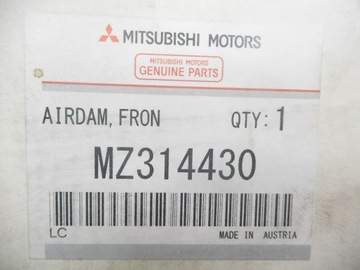 MITSUBISHI MOTORS
MITSUBISHI MOTORS
GENUINE PARTS
AIRDAM, FRON QTY: 1
MZ314430
LC MADE IN AUSTRIA